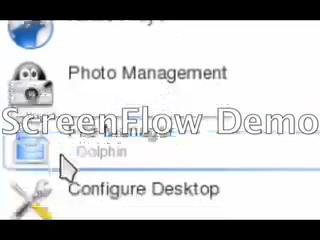 Photo Management
ScreenFlow Demo
Dolphin
Configure Desktop